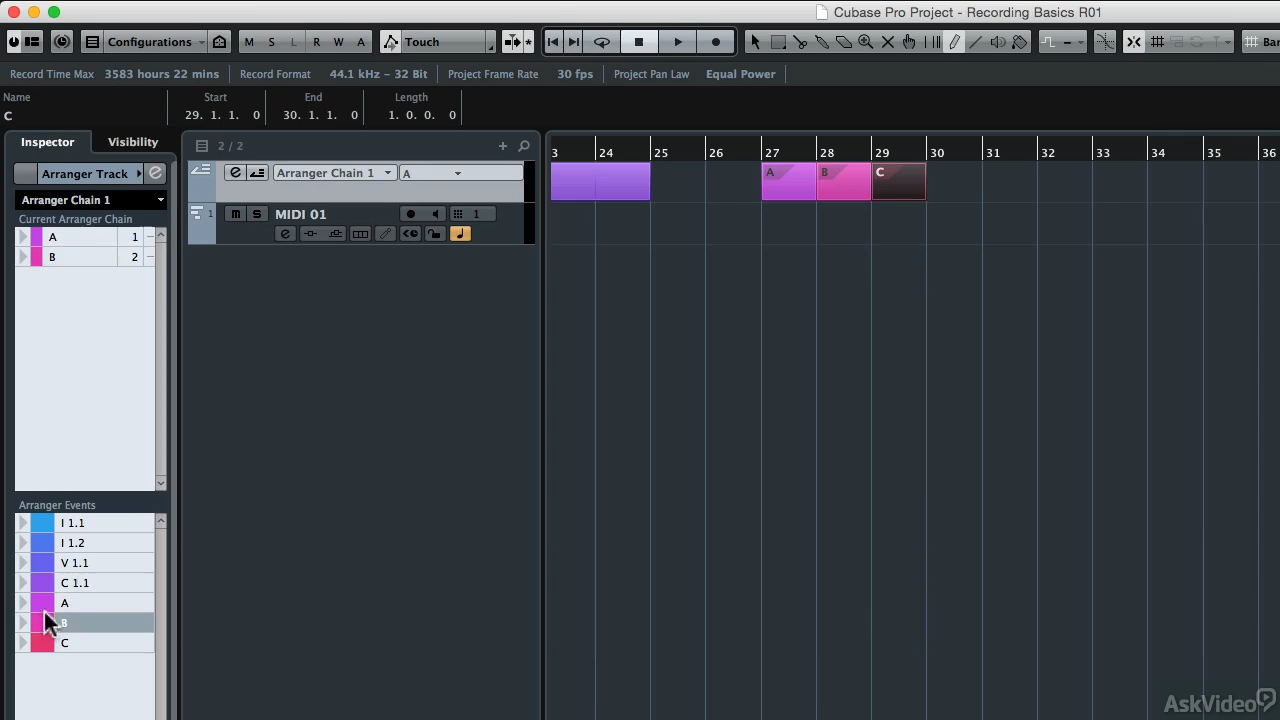 Cubase Pro Project - Recording Basics R01
Configurations M S L R W A Touch Bar
Record Time Max 3583 hours 22 mins Record Format 44.1 kHz - 32 Bit Project Frame Rate 30 fps Project Pan Law Equal Power
Name Start End Length
C 29. 1. 1. 0 30. 1. 1. 0 1. 0. 0. 0
Inspector Visibility 2 / 2
3 24 25 26 27 28 29 30 31 32 33 34 35 36
Arranger Track Arranger Chain 1 A A B C
Arranger Chain 1
Current Arranger Chain 1 m S MIDI 01 1
A 1
B 2
Arranger Events
I 1.1
I 1.2
V 1.1
C 1.1
A
B
C
AskVideo